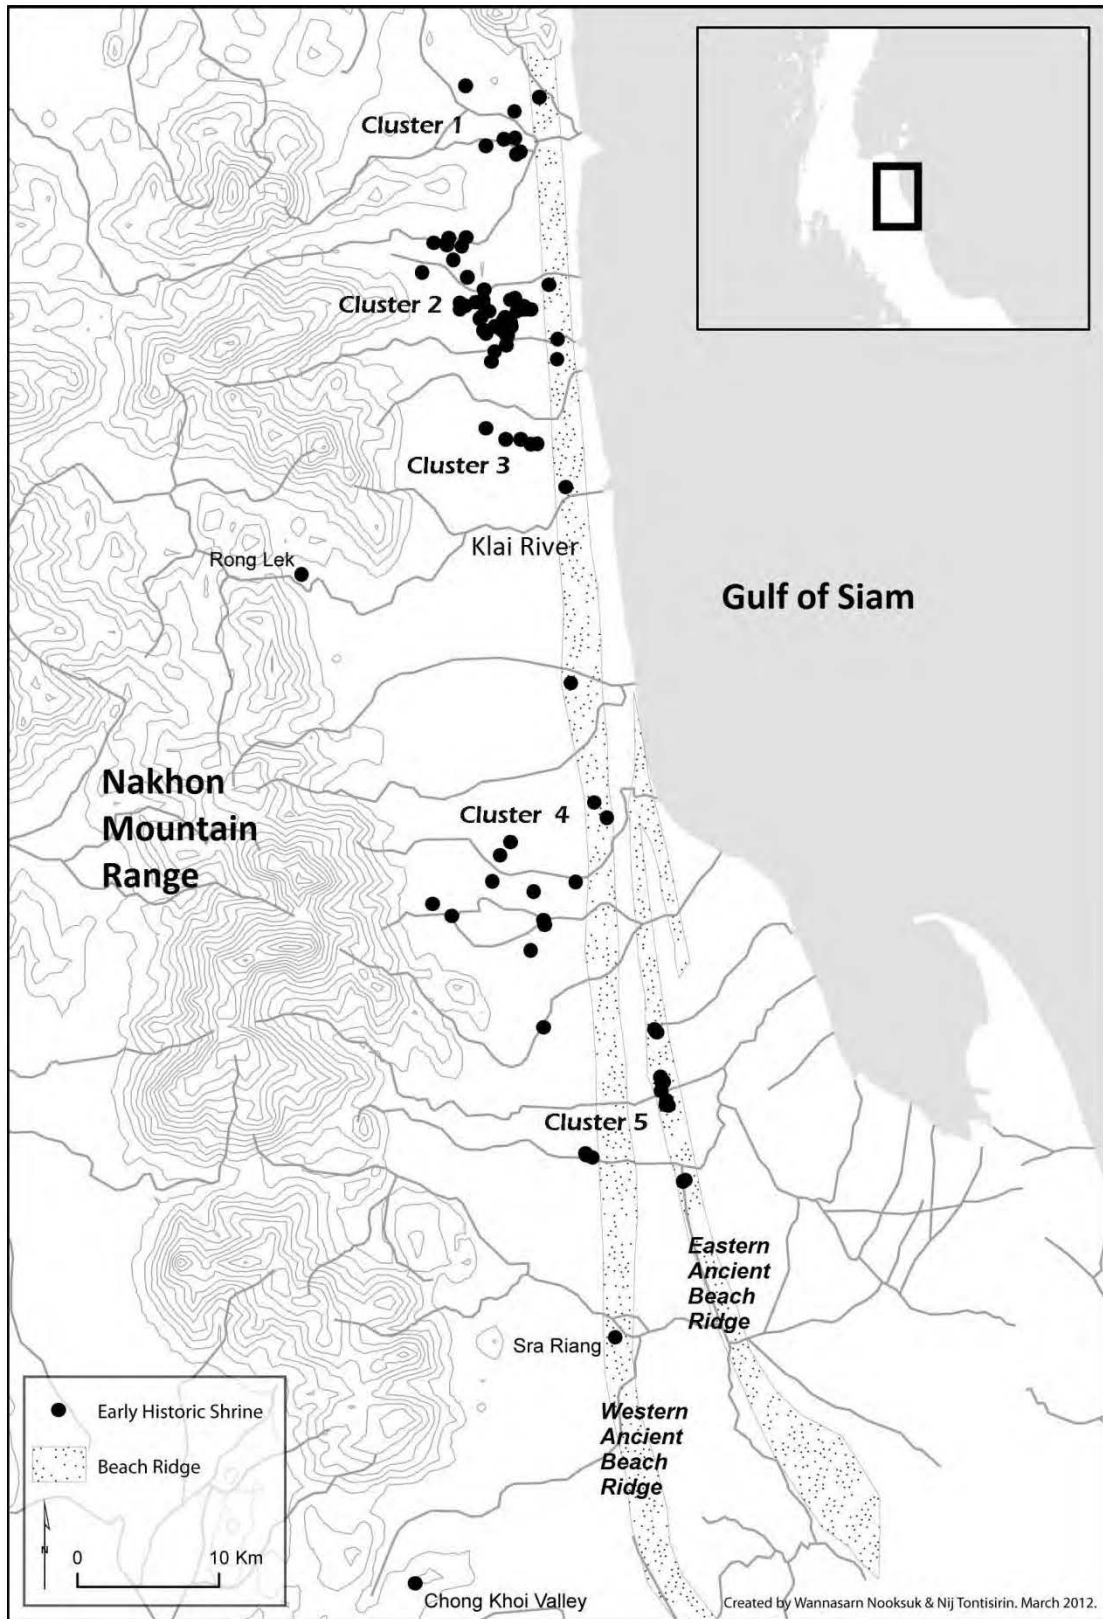 Cluster 1
Cluster 2
Cluster 3
Klai River
Rong Lek
Gulf of Siam
Nakhon
Mountain
Range
Cluster 4
Cluster 5
Eastern
Ancient
Beach
Ridge
Sra Riang
Western
Ancient
Beach
Ridge
Early Historic Shrine
Beach Ridge
N
0 10 Km
Chong Khoi Valley
Created by Wannasarn Nooksuk & Nij Tontisirin. March 2012.